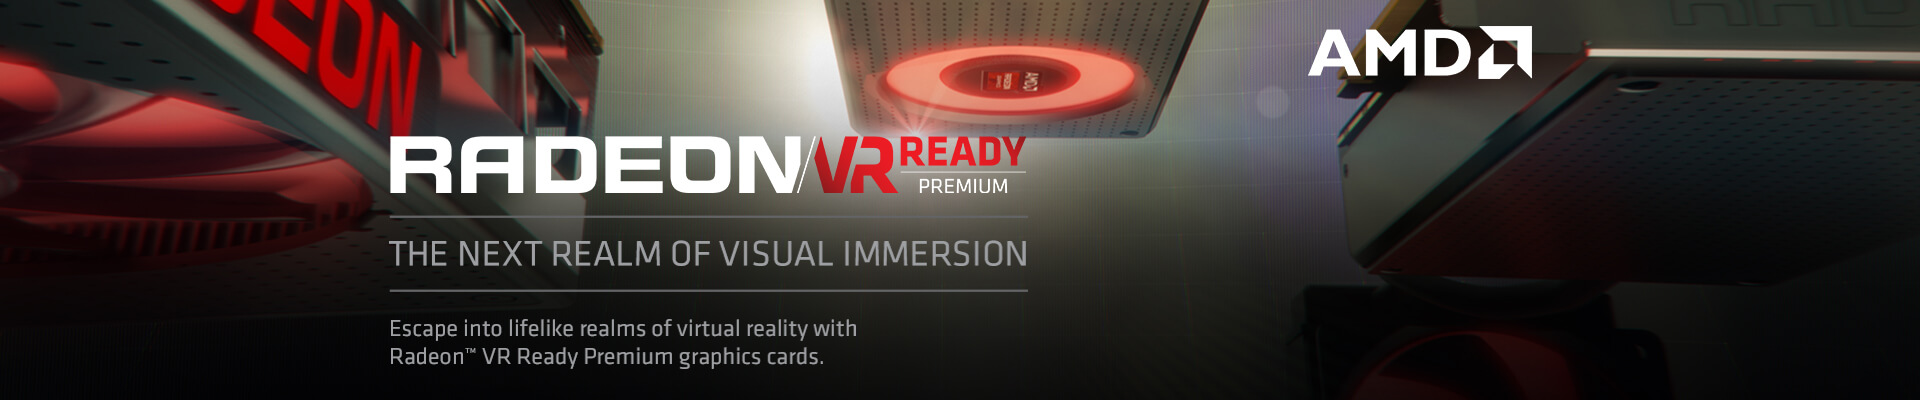 RADEON
AMD
RADEON/VR READY
PREMIUM
THE NEXT REALM OF VISUAL IMMERSION
Escape into lifelike realms of virtual reality with
Radeon™ VR Ready Premium graphics cards.